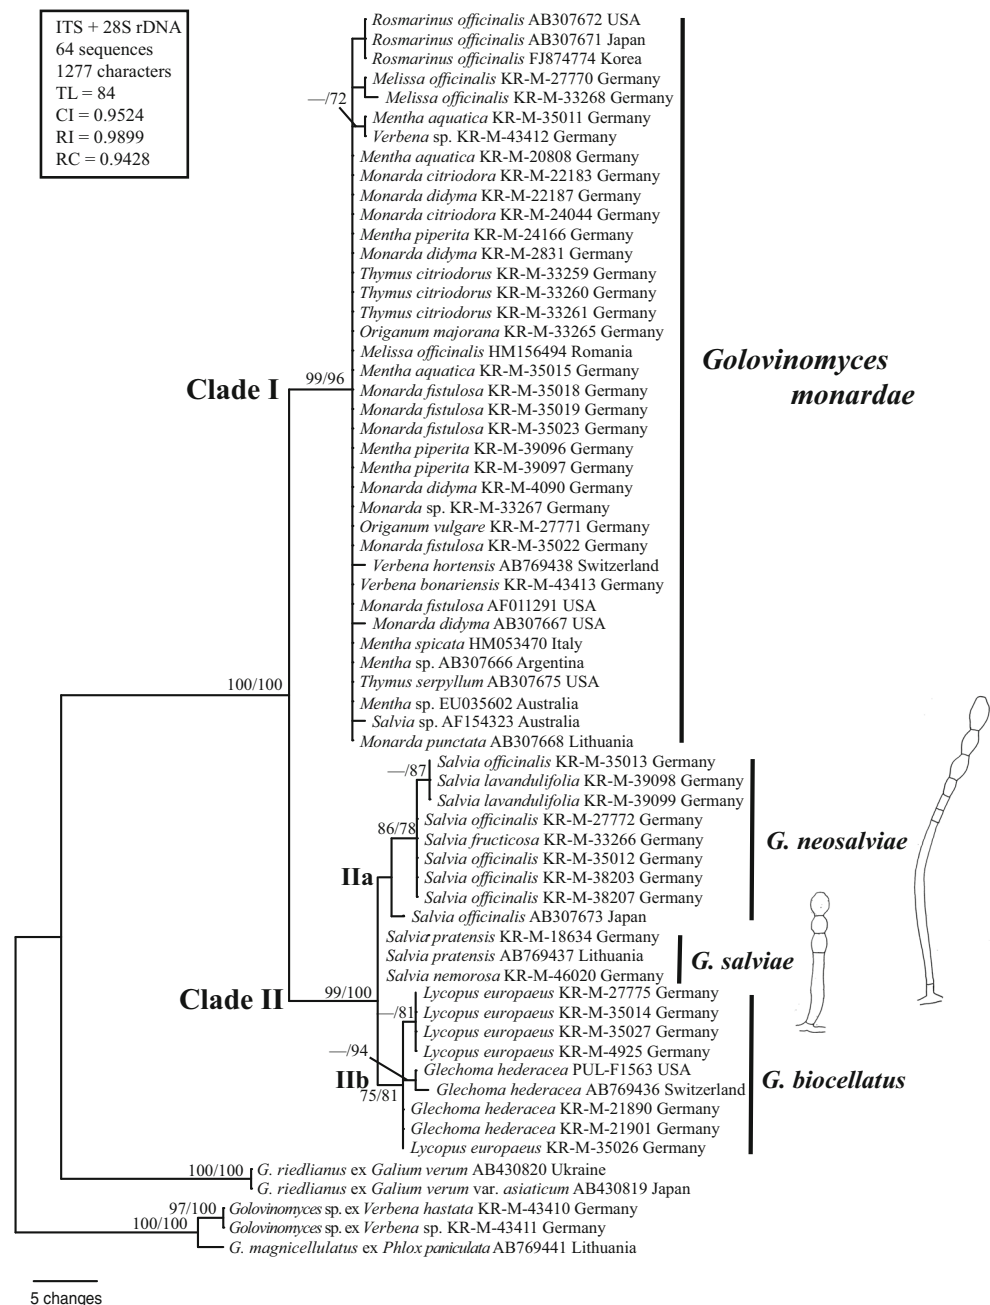 ITS + 28S rDNA
64 sequences
1277 characters
TL = 84
CI = 0.9524
RI = 0.9899
RC = 0.9428
Rosmarinus officinalis AB307672 USA
Rosmarinus officinalis AB307671 Japan
Rosmarinus officinalis FJ874774 Korea
Melissa officinalis KR-M-27770 Germany
Melissa officinalis KR-M-33268 Germany
—/72
Mentha aquatica KR-M-35011 Germany
Verbena sp. KR-M-43412 Germany
Mentha aquatica KR-M-20808 Germany
Monarda citriodora KR-M-22183 Germany
Monarda didyma KR-M-22187 Germany
Monarda citriodora KR-M-24044 Germany
Mentha piperita KR-M-24166 Germany
Monarda didyma KR-M-2831 Germany
Thymus citriodorus KR-M-33259 Germany
Thymus citriodorus KR-M-33260 Germany
Thymus citriodorus KR-M-33261 Germany
Origanum majorana KR-M-33265 Germany
Melissa officinalis HM156494 Romania
Mentha aquatica KR-M-35015 Germany
Monarda fistulosa KR-M-35018 Germany
Monarda fistulosa KR-M-35019 Germany
Monarda fistulosa KR-M-35023 Germany
Mentha piperita KR-M-39096 Germany
Mentha piperita KR-M-39097 Germany
Monarda didyma KR-M-4090 Germany
Monarda sp. KR-M-33267 Germany
Origanum vulgare KR-M-27771 Germany
Monarda fistulosa KR-M-35022 Germany
Verbena hortensis AB769438 Switzerland
Verbena bonariensis KR-M-43413 Germany
Monarda fistulosa AF011291 USA
Monarda didyma AB307667 USA
Mentha spicata HM053470 Italy
Mentha sp. AB307666 Argentina
Thymus serpyllum AB307675 USA
Mentha sp. EU035602 Australia
Salvia sp. AF154323 Australia
Monarda punctata AB307668 Lithuania
Clade I
99/96
Golovinomyces
monardae
100/100
Salvia officinalis KR-M-35013 Germany
—/87
Salvia lavandulifolia KR-M-39098 Germany
Salvia lavandulifolia KR-M-39099 Germany
Salvia officinalis KR-M-27772 Germany
86/78
Salvia fructicosa KR-M-33266 Germany
Salvia officinalis KR-M-35012 Germany
Salvia officinalis KR-M-38203 Germany
Salvia officinalis KR-M-38207 Germany
Salvia officinalis AB307673 Japan
IIa
G. neosalviae
Salvia pratensis KR-M-18634 Germany
Salvia pratensis AB769437 Lithuania
Salvia nemorosa KR-M-46020 Germany
G. salviae
Clade II
99/100
Lycopus europaeus KR-M-27775 Germany
—/81
Lycopus europaeus KR-M-35014 Germany
Lycopus europaeus KR-M-35027 Germany
Lycopus europaeus KR-M-4925 Germany
—/94
Glechoma hederacea PUL-F1563 USA
Glechoma hederacea AB769436 Switzerland
IIb
75/81
Glechoma hederacea KR-M-21890 Germany
Glechoma hederacea KR-M-21901 Germany
Lycopus europaeus KR-M-35026 Germany
G. biocellatus
100/100
G. riedlianus ex Galium verum AB430820 Ukraine
G. riedlianus ex Galium verum var. asiaticum AB430819 Japan
97/100
Golovinomyces sp. ex Verbena hastata KR-M-43410 Germany
100/100
Golovinomyces sp. ex Verbena sp. KR-M-43411 Germany
G. magnicellulatus ex Phlox paniculata AB769441 Lithuania
5 changes